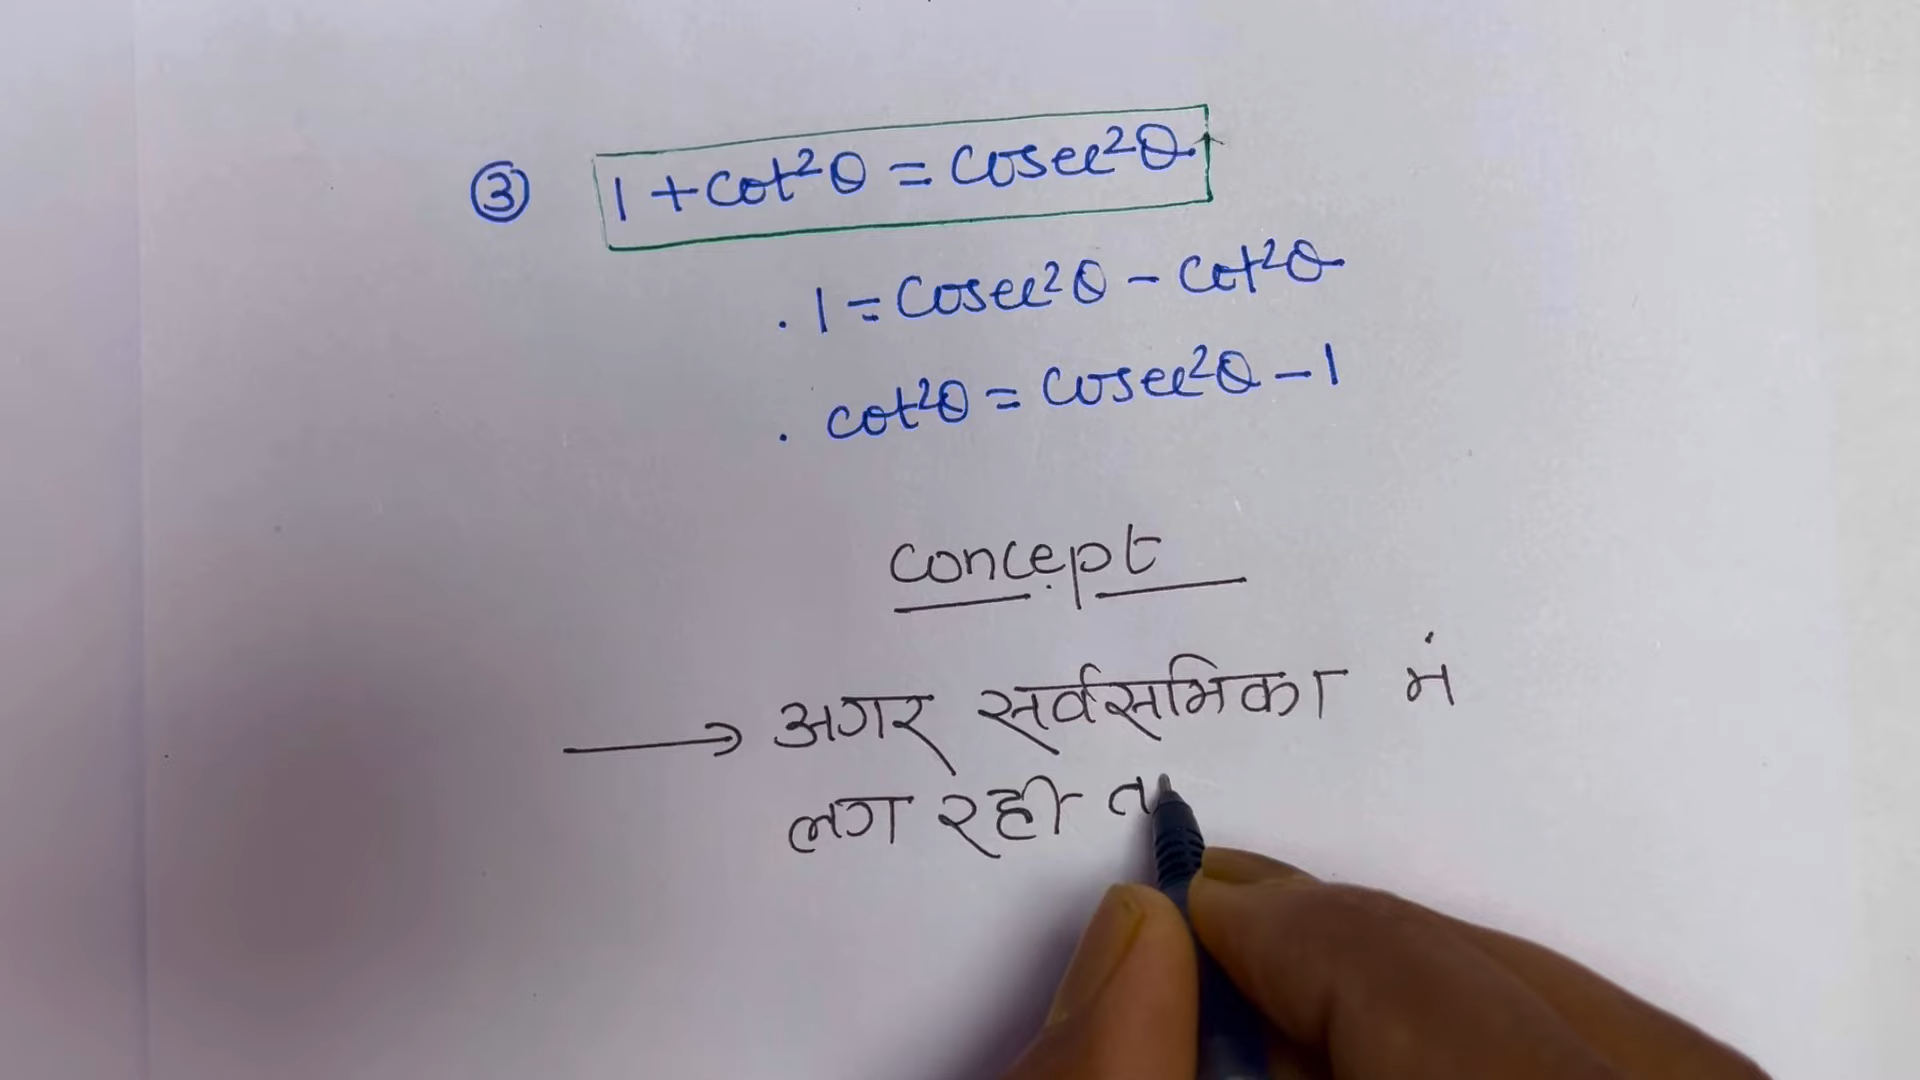 ③ 1+cot²θ = cosec²θ
. 1 = cosec²θ - cot²θ
. cot²θ = cosec²θ - 1
concept
→ अगर सर्वसमिका में
लग रही